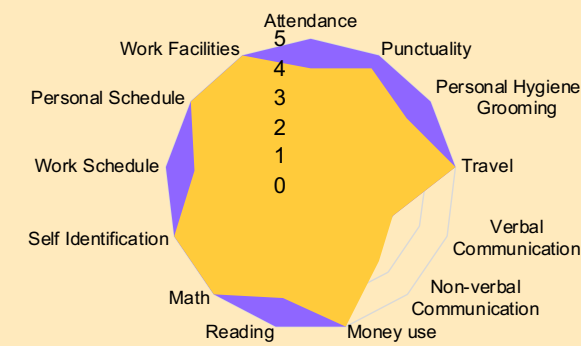 Attendance
Punctuality
Personal Hygiene
Grooming
Travel
Verbal
Communication
Non-verbal
Communication
Money use
Reading
Math
Self Identification
Work Schedule
Personal Schedule
Work Facilities
5
4
3
2
1
0